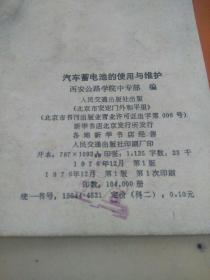 汽车蓄电池的使用与维护
西安公路学院中专部 编
人民交通出版社出版
(北京市安定门外和平里)
(北京市书刊出版业营业许可证出字第006号)
新华书店北京发行所发行
各地新华书店经售
人民交通出版社印刷厂印
开本:787×1092 印张:1.125字数:23千
1976年12月 第1版
1976年12月 第1版 第1次印刷
印数:104,000册
统一书号:15044·4531 定价(科二):0.10元